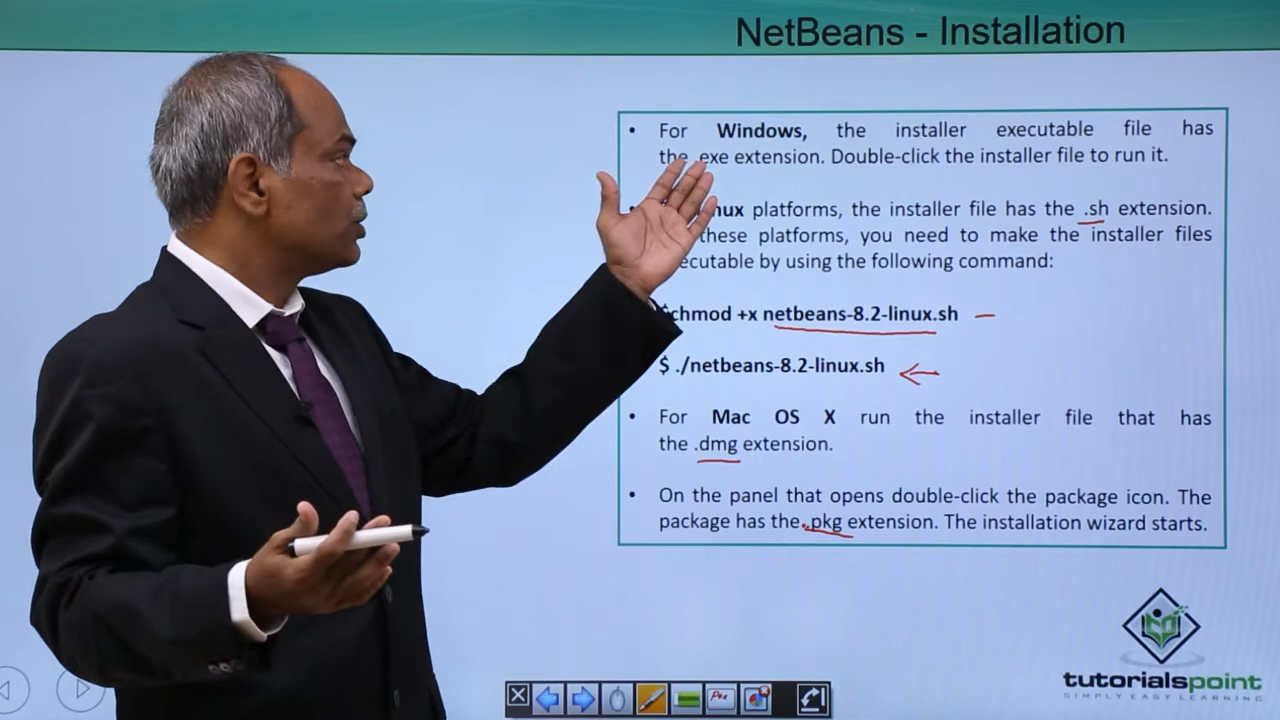 NetBeans - Installation
• For Windows, the installer executable file has
the .exe extension. Double-click the installer file to run it.
nux platforms, the installer file has the .sh extension.
these platforms, you need to make the installer files
ecutable by using the following command:
$chmod +x netbeans-8.2-linux.sh
$ ./netbeans-8.2-linux.sh
• For Mac OS X run the installer file that has
the .dmg extension.
• On the panel that opens double-click the package icon. The
package has the .pkg extension. The installation wizard starts.
tutorialspoint
SIMPLY EASY LEARNING